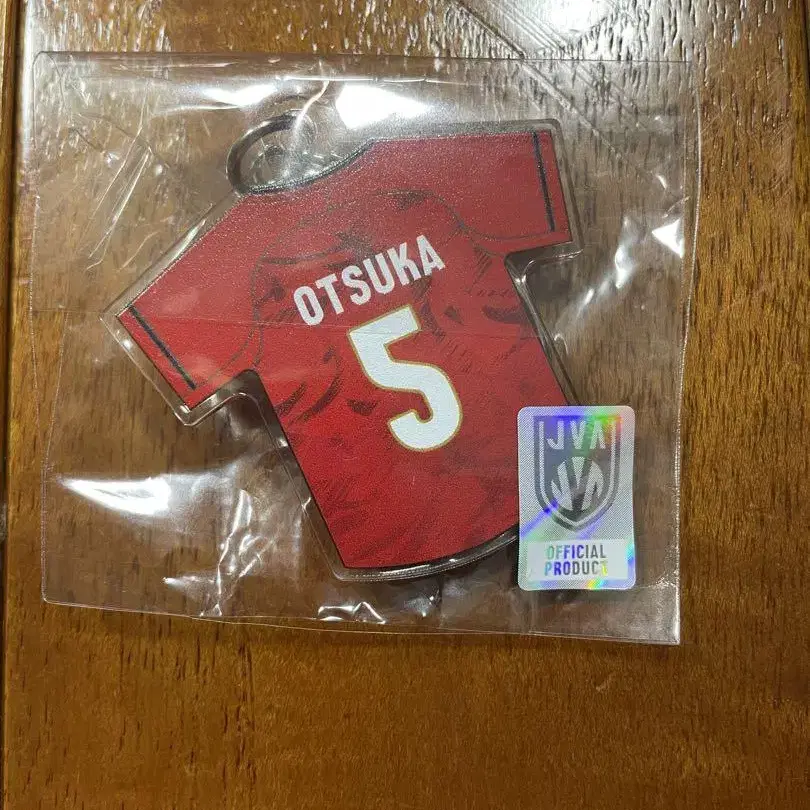 OTSUKA
5
JVA
OFFICIAL
PRODUCT